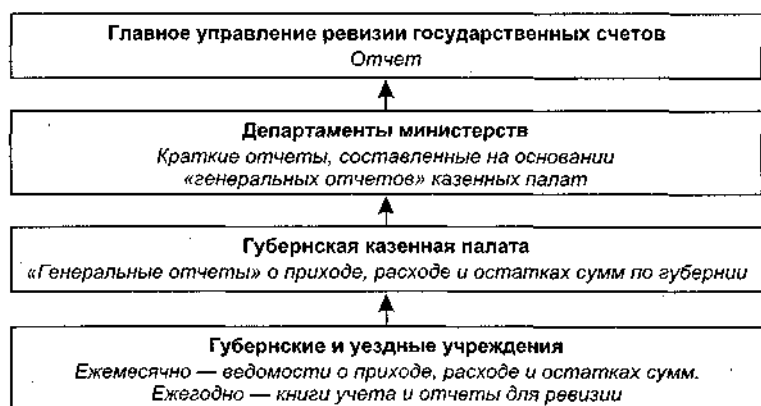 Главное управление ревизии государственных счетов
Отчет
Департаменты министерств
Краткие отчеты, составленные на основании
«генеральных отчетов» казенных палат
Губернская казенная палата
«Генеральные отчеты» о приходе, расходе и остатках сумм по губернии
Губернские и уездные учреждения
Ежемесячно — ведомости о приходе, расходе и остатках сумм.
Ежегодно — книги учета и отчеты для ревизии